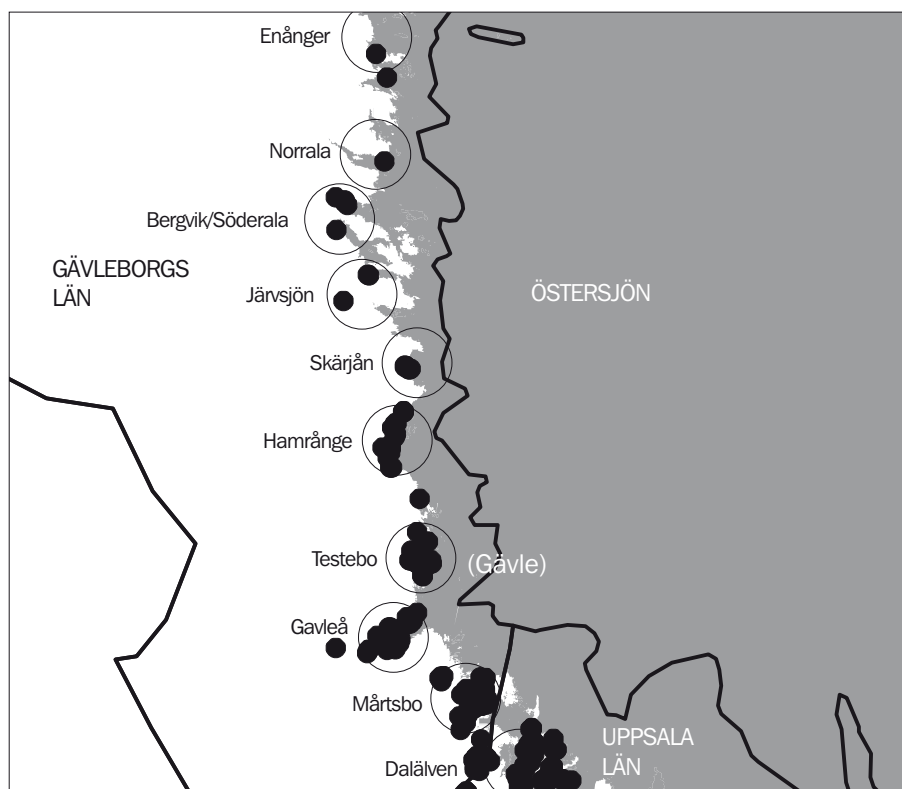 Enånger
Norrala
Bergvik/Söderala
GÄVLEBORGS
LÄN
Järvsjön
ÖSTERSJÖN
Skärjån
Hamrånge
Testebo
(Gävle)
Gavleå
Mårtsbo
UPPSALA
LÄN
Dalälven